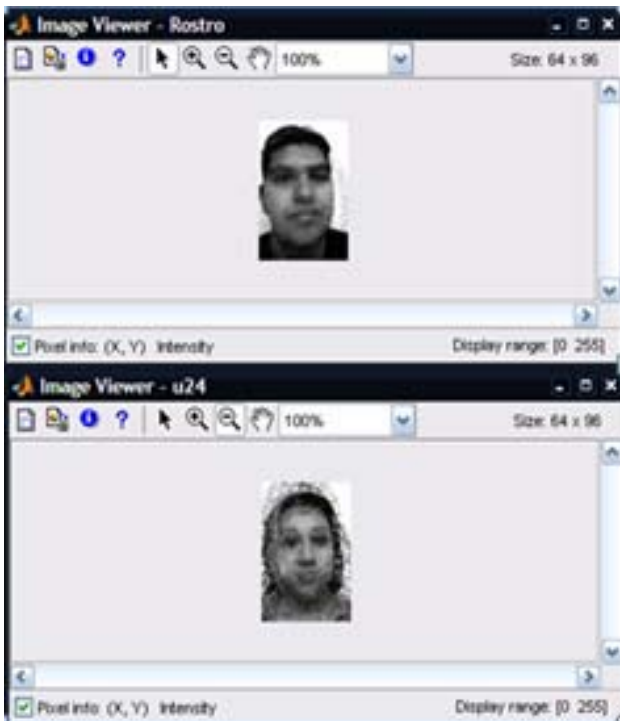 Image Viewer - Rostro
? 100% Size: 64 x 96
Pixel info: (X, Y) Intensity Display range: [0 255]
Image Viewer - u24
? 100% Size: 64 x 96
Pixel info: (X, Y) Intensity Display range: [0 255]